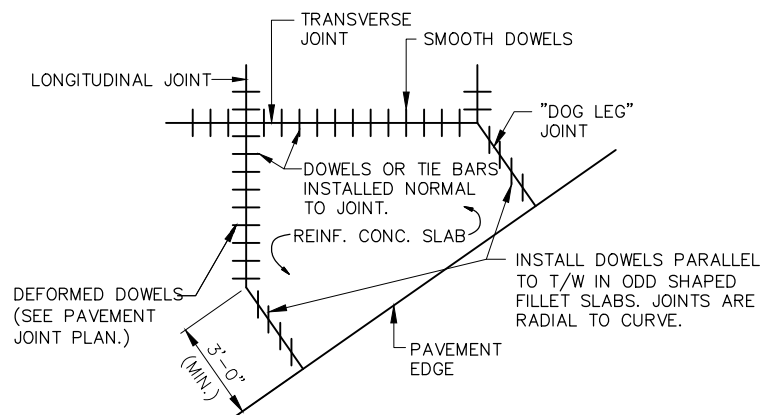 TRANSVERSE
JOINT
SMOOTH DOWELS
LONGITUDINAL JOINT
"DOG LEG"
JOINT
DOWELS OR TIE BARS
INSTALLED NORMAL
TO JOINT.
REINF. CONC. SLAB
INSTALL DOWELS PARALLEL
TO T/W IN ODD SHAPED
FILLET SLABS. JOINTS ARE
RADIAL TO CURVE.
DEFORMED DOWELS
(SEE PAVEMENT
JOINT PLAN.)
3'-0"
(MIN.)
PAVEMENT
EDGE